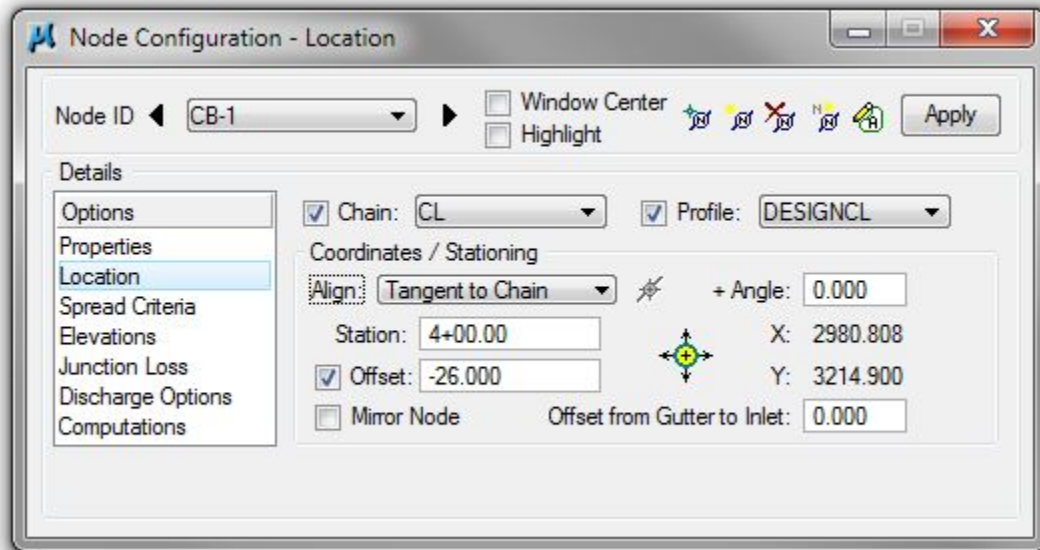 Node Configuration - Location
Node ID CB-1 Window Center Apply
Highlight
Details
Options
Properties
Location
Spread Criteria
Elevations
Junction Loss
Discharge Options
Computations
Chain: CL Profile: DESIGNCL
Coordinates / Stationing
Align: Tangent to Chain + Angle: 0.000
Station: 4+00.00 X: 2980.808
Offset: -26.000 Y: 3214.900
Mirror Node Offset from Gutter to Inlet: 0.000